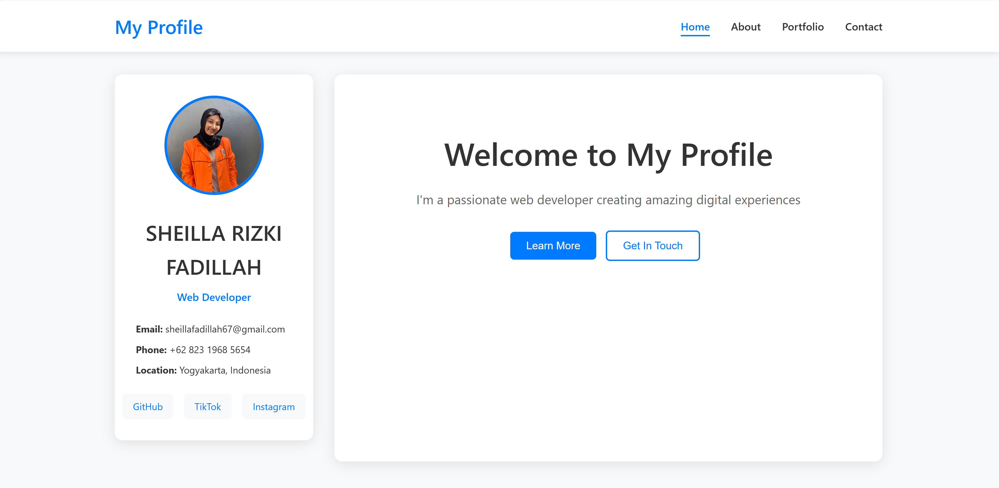 My Profile
Home
About
Portfolio
Contact
SHEILLA RIZKI
FADILLAH
Web Developer
Email: sheillafadillah67@gmail.com
Phone: +62 823 1968 5654
Location: Yogyakarta, Indonesia
GitHub
TikTok
Instagram
Welcome to My Profile
I'm a passionate web developer creating amazing digital experiences
Learn More
Get In Touch